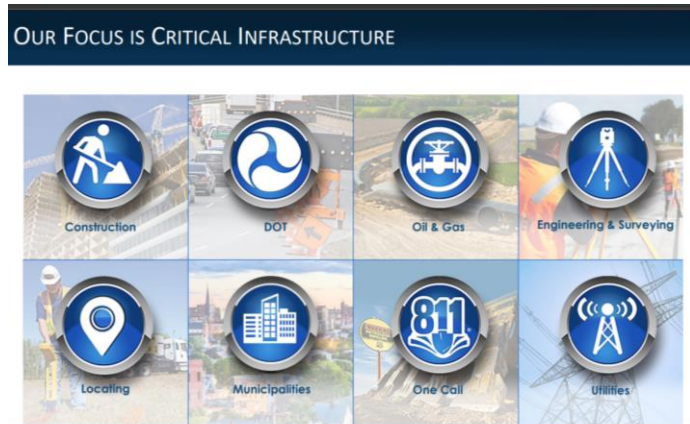 OUR FOCUS IS CRITICAL INFRASTRUCTURE
Construction
DOT
Oil & Gas
Engineering & Surveying
Locating
Municipalities
811
One Call
Utilities